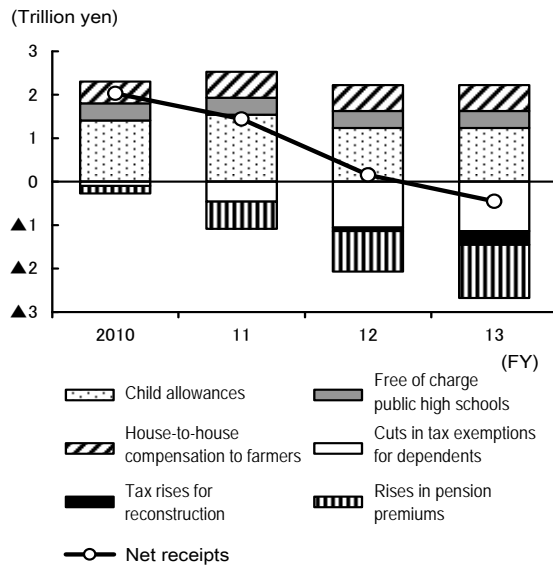 (Trillion yen)
3
2
1
0
▲1
▲2
▲3
2010 11 12 13
(FY)
Child allowances
Free of charge
public high schools
House-to-house
compensation to farmers
Cuts in tax exemptions
for dependents
Tax rises for
reconstruction
Rises in pension
premiums
Net receipts